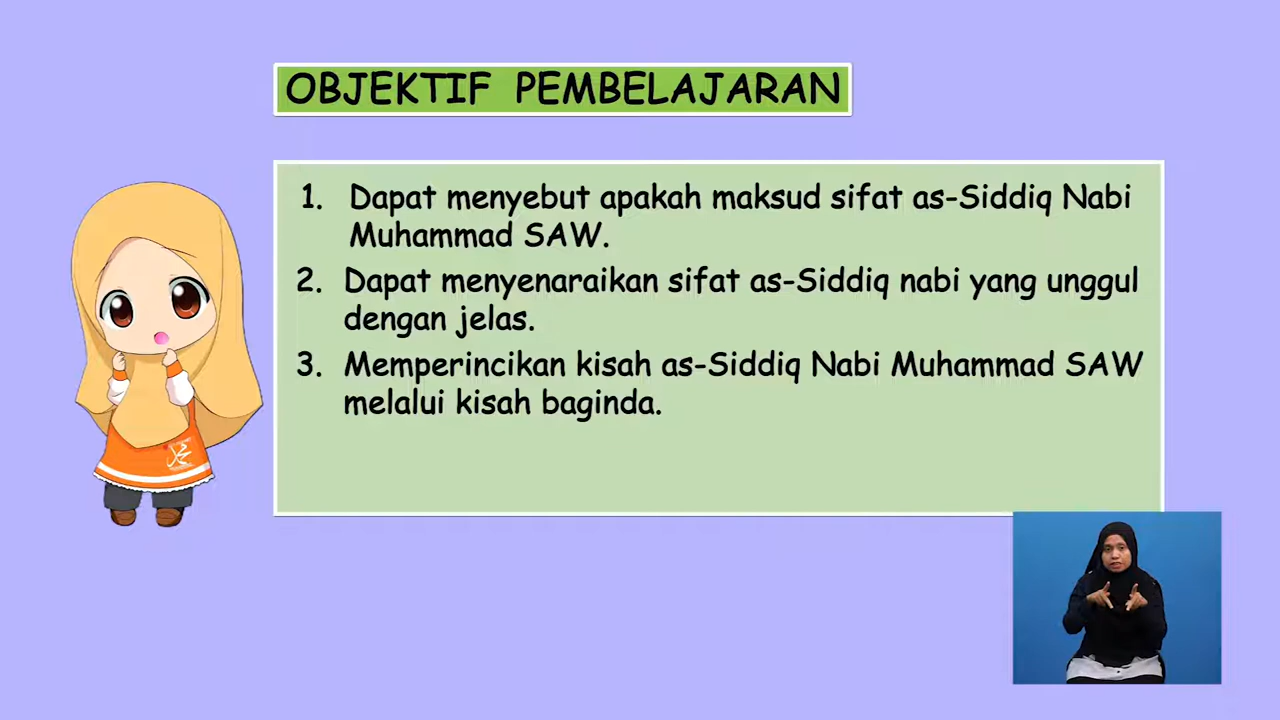 OBJEKTIF PEMBELAJARAN
1. Dapat menyebut apakah maksud sifat as-Siddiq Nabi
Muhammad SAW.
2. Dapat menyenaraikan sifat as-Siddiq nabi yang unggul
dengan jelas.
3. Memperincikan kisah as-Siddiq Nabi Muhammad SAW
melalui kisah baginda.